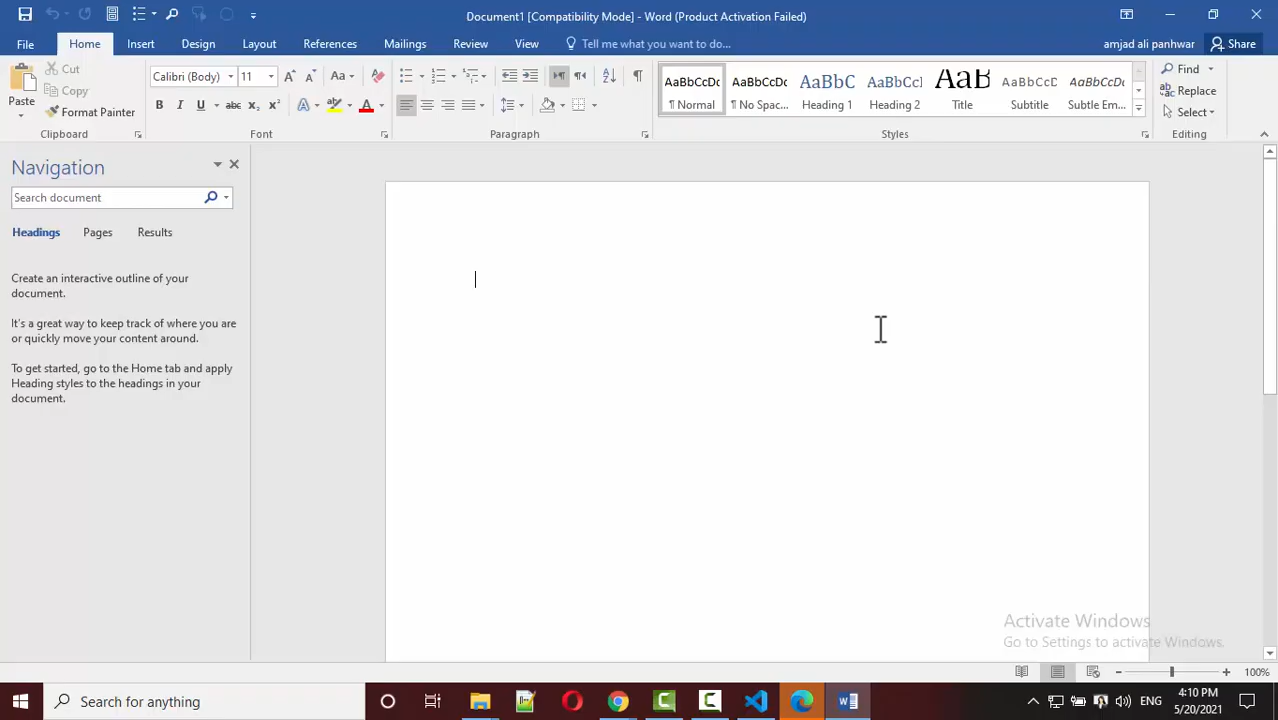 Document1 [Compatibility Mode] - Word (Product Activation Failed)
File Home Insert Design Layout References Mailings Review View Tell me what you want to do... amjad ali panhwar Share
Paste
Cut
Copy
Format Painter
Clipboard
Calibri (Body) 11 Aa
B I U abc X₂ X² A A
Font
Paragraph
AaBbCcDc AaBbCcDc AaBbC AaBbCcI AaB AaBbCcD AaBbCcDc
¶ Normal ¶ No Spac... Heading 1 Heading 2 Title Subtitle Subtle Em...
Styles
Find
Replace
Select
Editing
Navigation
Search document
Headings Pages Results
Create an interactive outline of your
document.
It's a great way to keep track of where you are
or quickly move your content around.
To get started, go to the Home tab and apply
Heading styles to the headings in your
document.
Activate Windows
Go to Settings to activate Windows.
100%
Search for anything
ENG
4:10 PM
5/20/2021